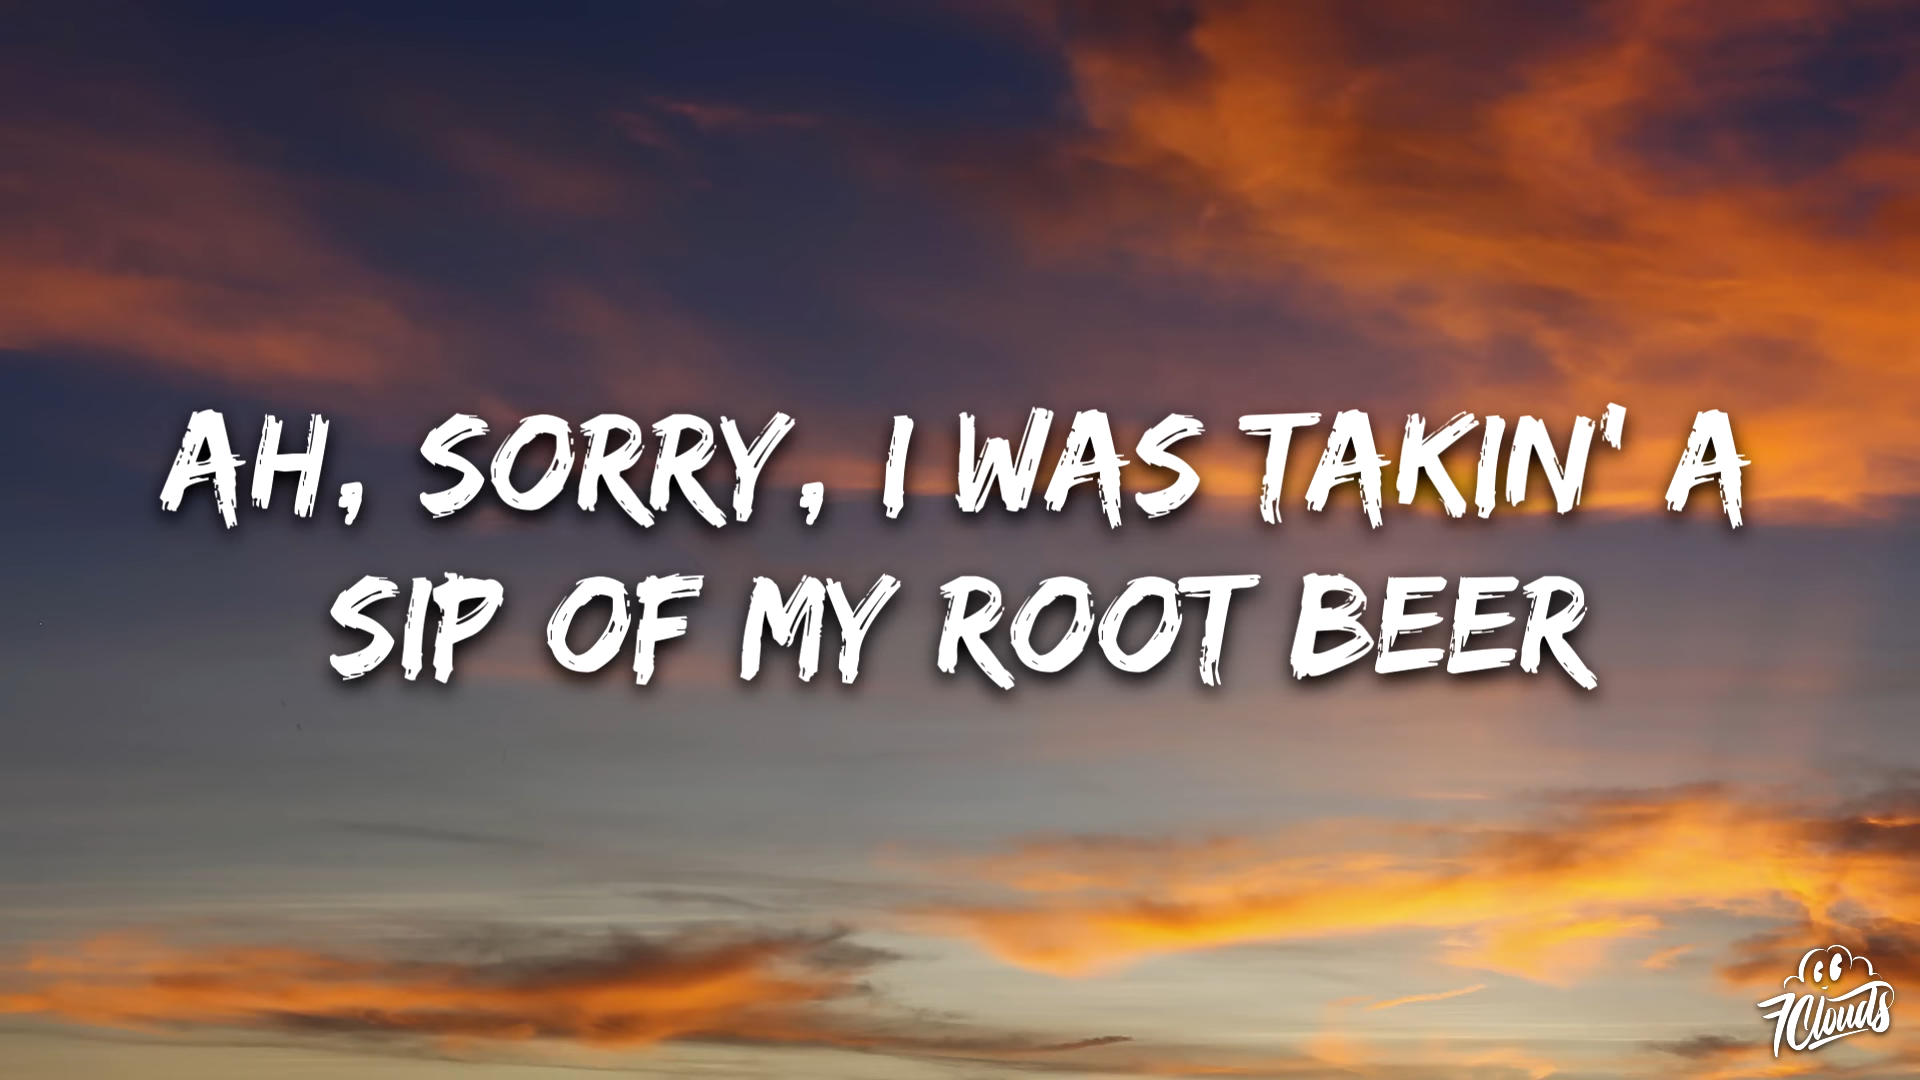 AH, SORRY, I WAS TAKIN' A
SIP OF MY ROOT BEER
7Clouds